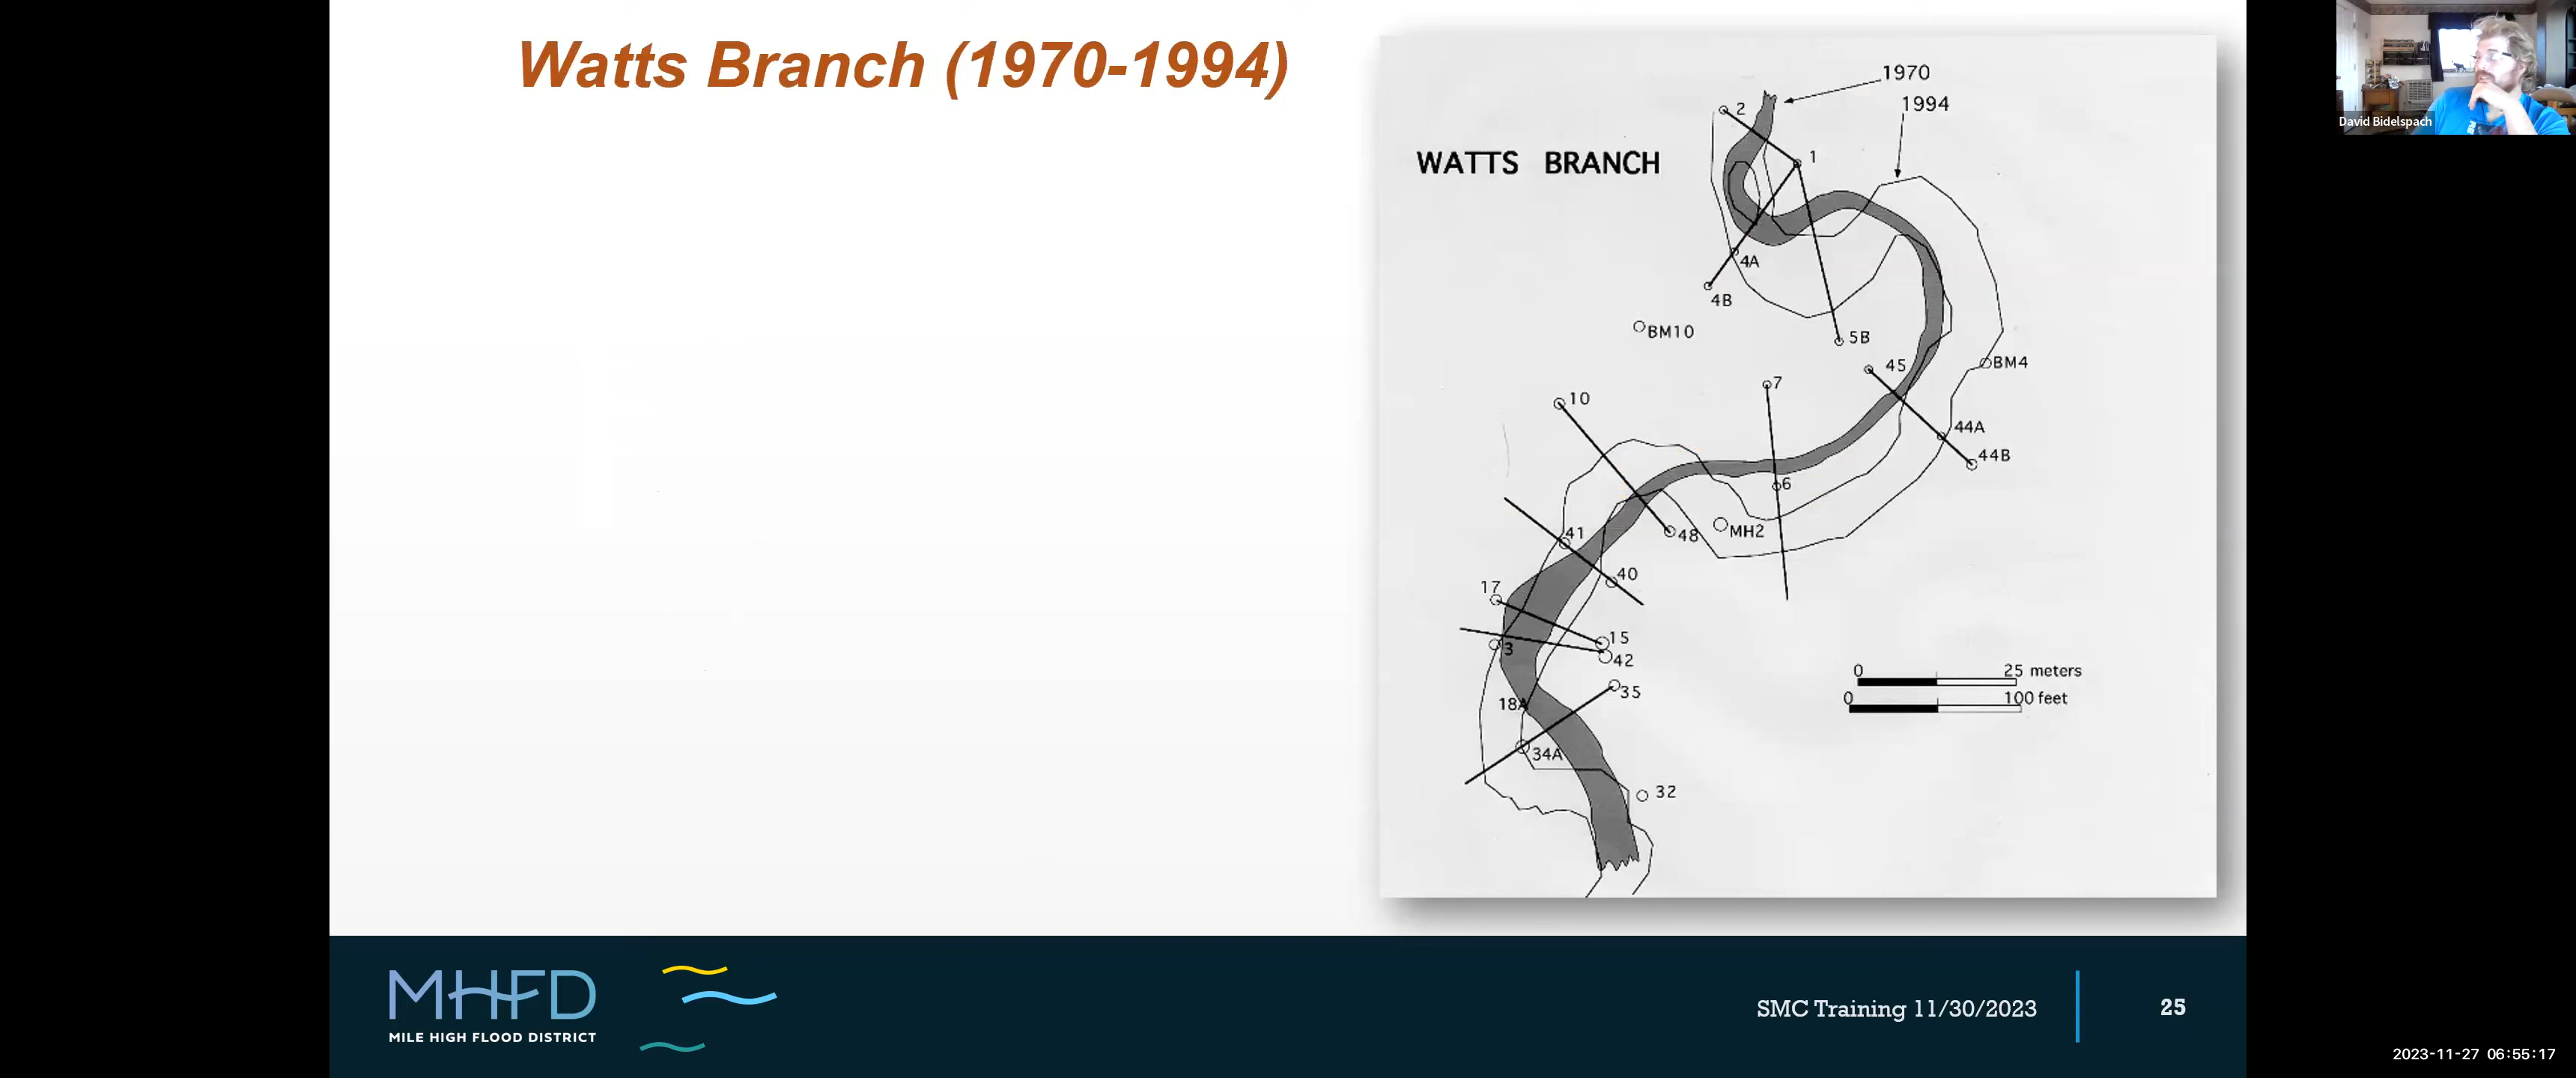 Watts Branch (1970-1994)
David Bidelspach
1970
1994
WATTS BRANCH
2
1
4A
4B
BM10
5B
45
BM4
7
10
44A
44B
6
MH2
48
41
40
17
15
3
42
35
18A
34A
32
0 25 meters
0 100 feet
MHFD
MILE HIGH FLOOD DISTRICT
SMC Training 11/30/2023
25
2023-11-27 06:55:17